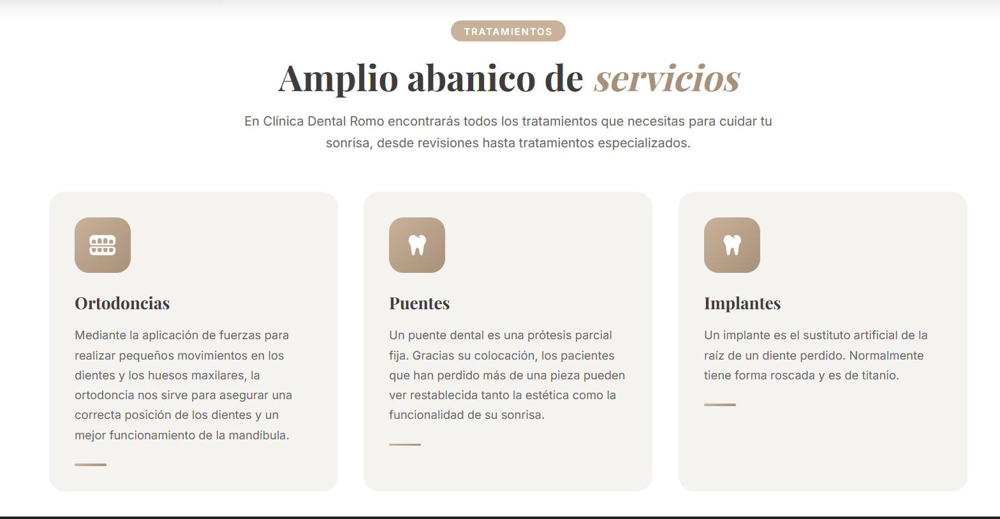 TRATAMIENTOS
Amplio abanico de servicios
En Clínica Dental Romo encontrarás todos los tratamientos que necesitas para cuidar tu
sonrisa, desde revisiones hasta tratamientos especializados.
Ortodoncias
Mediante la aplicación de fuerzas para
realizar pequeños movimientos en los
dientes y los huesos maxilares, la
ortodoncia nos sirve para asegurar una
correcta posición de los dientes y un
mejor funcionamiento de la mandíbula.
Puentes
Un puente dental es una prótesis parcial
fija. Gracias su colocación, los pacientes
que han perdido más de una pieza pueden
ver restablecida tanto la estética como la
funcionalidad de su sonrisa.
Implantes
Un implante es el sustituto artificial de la
raíz de un diente perdido. Normalmente
tiene forma roscada y es de titanio.